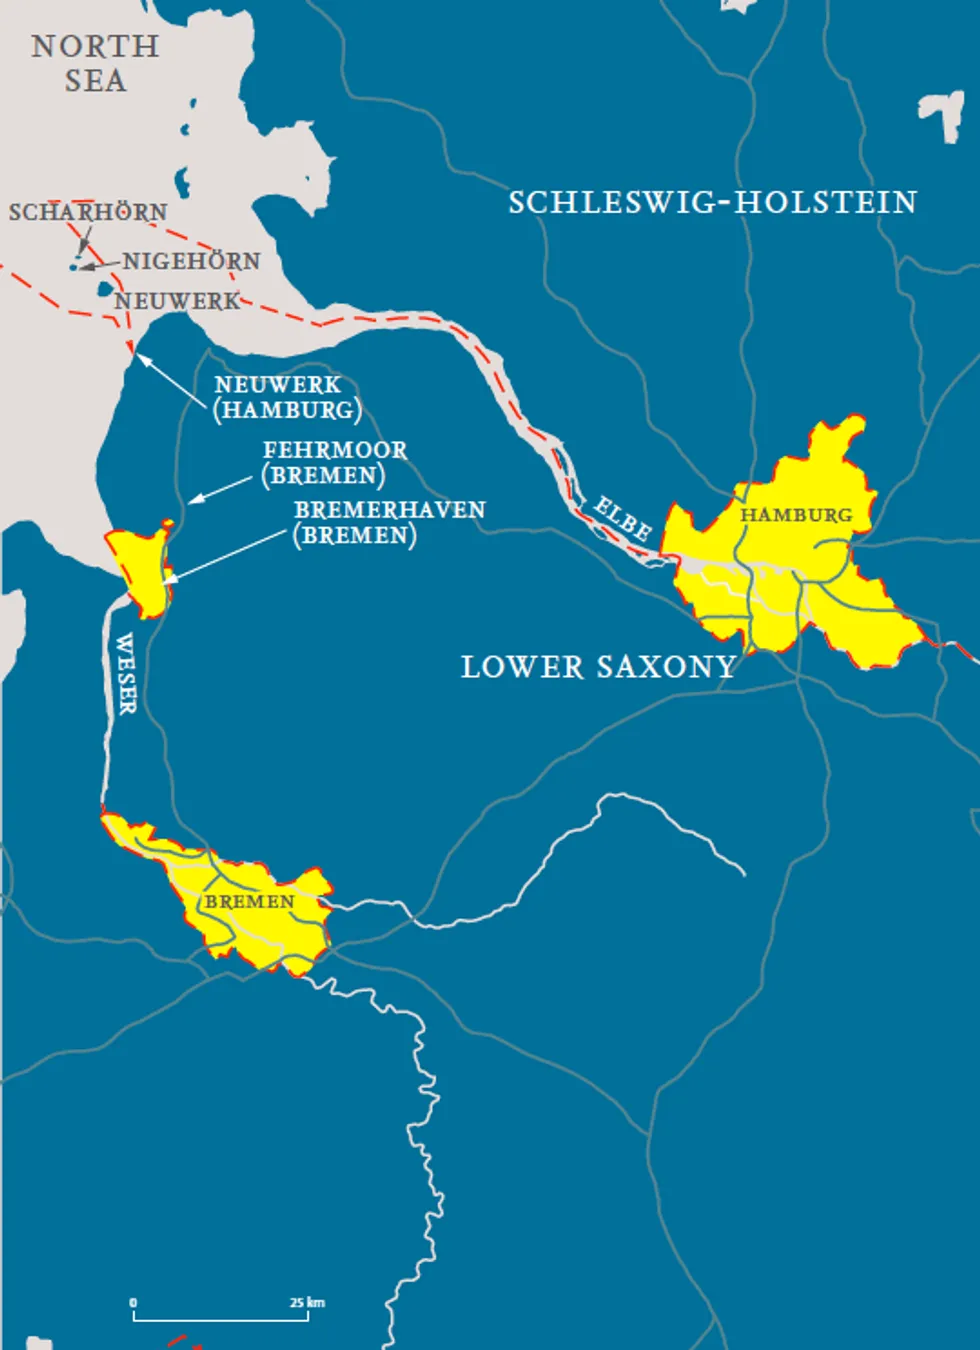 NORTH
SEA
SCHLESWIG-HOLSTEIN
SCHARHÖRN
NIGEHÖRN
NEUWERK
NEUWERK
(HAMBURG)
FEHRMOOR
(BREMEN)
BREMERHAVEN
(BREMEN)
ELBE
HAMBURG
WESER
LOWER SAXONY
BREMEN
0 25 km